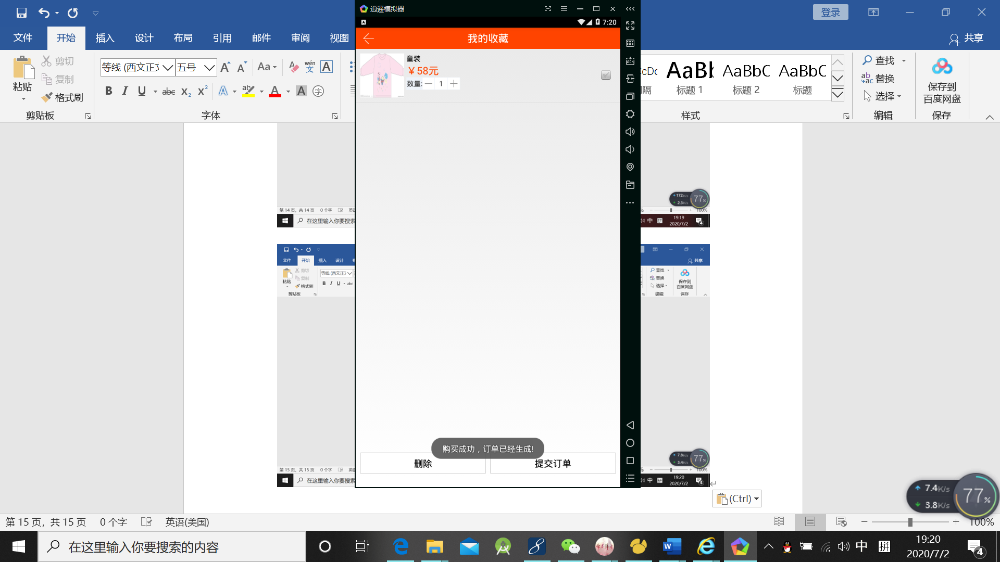 逍遥模拟器
登录
文件 开始 插入 设计 布局 引用 邮件 审阅 视图
共享
7:20
我的收藏
童装
￥58元
数量: 1
粘贴
剪切
复制
格式刷
剪贴板
等线 (西文正文 五号
Aa
wén
文
A
B I U abc X₂ X² A A A 字
字体
AaBl AaBbC AaBbC
隔 标题 1 标题 2 标题
样式
查找
替换
选择
编辑
保存到
百度网盘
保存
172K/s
2.3K/s
77%
第 14 页，共 14 页 0 个字 英语
100%
在这里输入你要搜索
中
19:19
2020/7/2
4
文件 开始 插入 设计
共享
粘贴
剪切
复制
格式刷
剪贴板
等线 (西文正文
B I U abc
查找
替换
选择
编辑
保存到
百度网盘
保存
7.8K/s
3.4K/s
77%
第 15 页，共 15 页 0 个字 英语
100%
在这里输入你要搜索
中
19:20
2020/7/2
4
购买成功，订单已经生成!
删除 提交订单
(Ctrl)
7.4K/s
3.8K/s
77%
第 15 页，共 15 页 0 个字 英语(美国)
100%
在这里输入你要搜索的内容
中 拼
19:20
2020/7/2
4